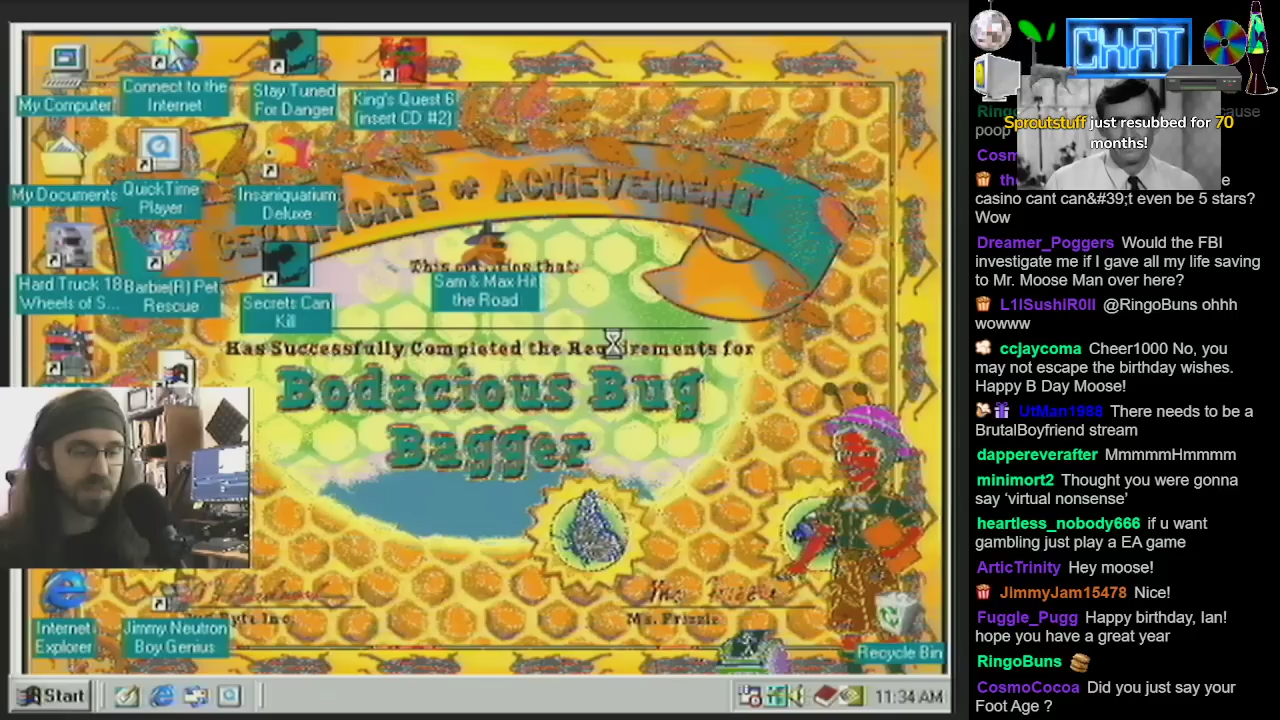 My Computer
Connect to the
Internet
Stay Tuned
For Danger
King's Quest 6
(insert CD #2)
My Documents
QuickTime
Player
Insaniquarium
Deluxe
CERTIFICATE OF ACHIEVEMENT
This
that:
Hard Truck 18
Wheels of S...
Barbie(R) Pet
Rescue
Secrets Can
Kill
Sam & Max Hit
the Road
Has Successfully Completed the Requirements for
Bodacious Bug
Bagger
Internet
Explorer
Jimmy Neutron
Boy Genius
Inc.
Ms. Frizzle
Recycle Bin
Start
11:34 AM
CHAT
Sproutstuff just resubbed for 70
months!
Ringo
cause
poop
Cosm
th
e
casino cant can&#39;t even be 5 stars?
Wow
Dreamer_Poggers Would the FBI
investigate me if I gave all my life saving
to Mr. Moose Man over here?
L1lSushiR0ll @RingoBuns ohhh
wowww
ccjaycoma Cheer1000 No, you
may not escape the birthday wishes.
Happy B Day Moose!
UtMan1988 There needs to be a
BrutalBoyfriend stream
dappereverafter MmmmmHmmmm
minimort2 Thought you were gonna
say ‘virtual nonsense’
heartless_nobody666 if u want
gambling just play a EA game
ArticTrinity Hey moose!
JimmyJam15478 Nice!
Fuggle_Pugg Happy birthday, Ian!
hope you have a great year
RingoBuns
CosmoCocoa Did you just say your
Foot Age ?